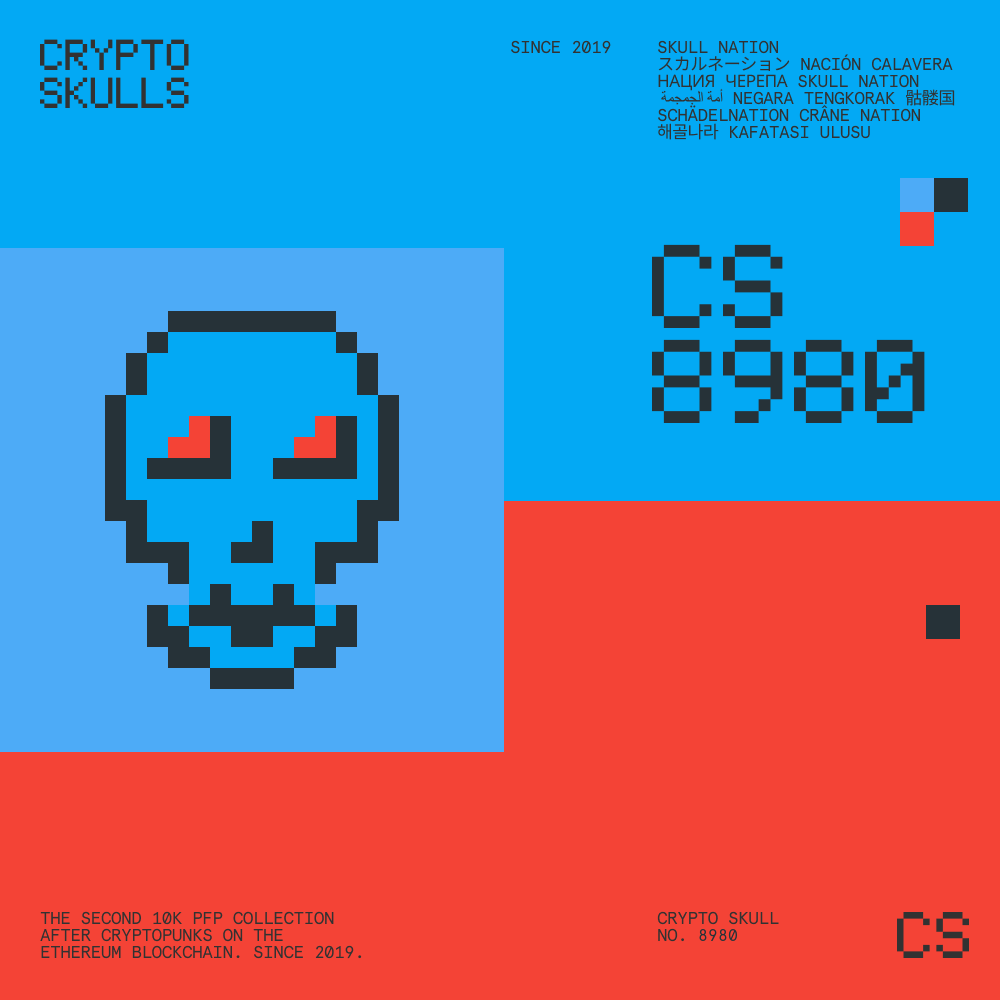 CRYPTO
SKULLS
SINCE 2019
SKULL NATION
スカルネーション NACIÓN CALAVERA
НАЦИЯ ЧЕРЕПА SKULL NATION
أمة الجمجمة NEGARA TENGKORAK 骷髅国
SCHÄDELNATION CRÂNE NATION
해골나라 KAFATASI ULUSU
CS
8980
THE SECOND 10K PFP COLLECTION
AFTER CRYPTOPUNKS ON THE
ETHEREUM BLOCKCHAIN. SINCE 2019.
CRYPTO SKULL
NO. 8980
CS